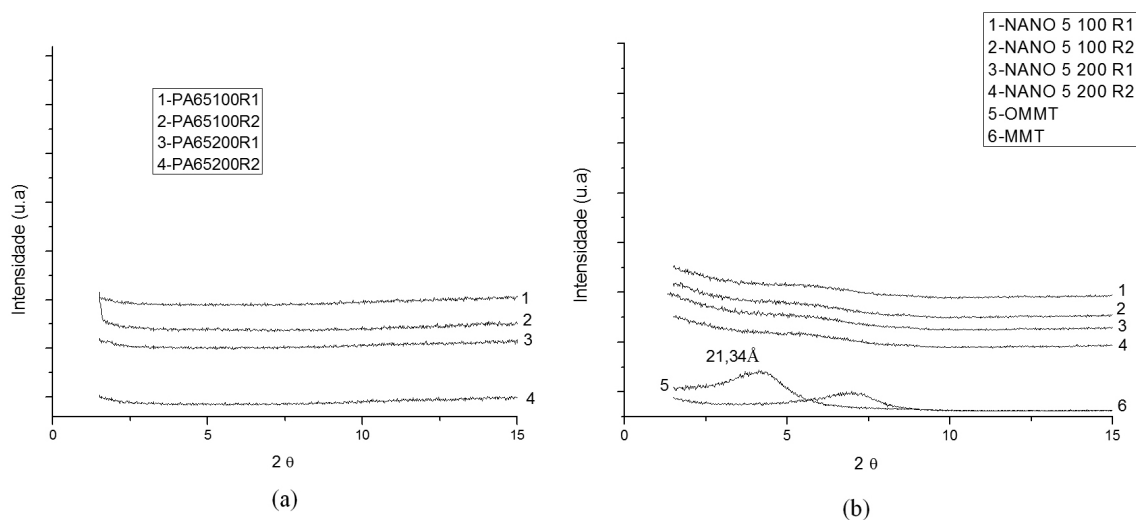 Intensidade (u.a)
1-PA65100R1
2-PA65100R2
3-PA65200R1
4-PA65200R2
1
2
3
4
0
5
10
15
2 θ
(a)
Intensidade (u.a)
1-NANO 5 100 R1
2-NANO 5 100 R2
3-NANO 5 200 R1
4-NANO 5 200 R2
5-OMMT
6-MMT
1
2
3
4
21,34Å
5
6
0
5
10
15
2 θ
(b)